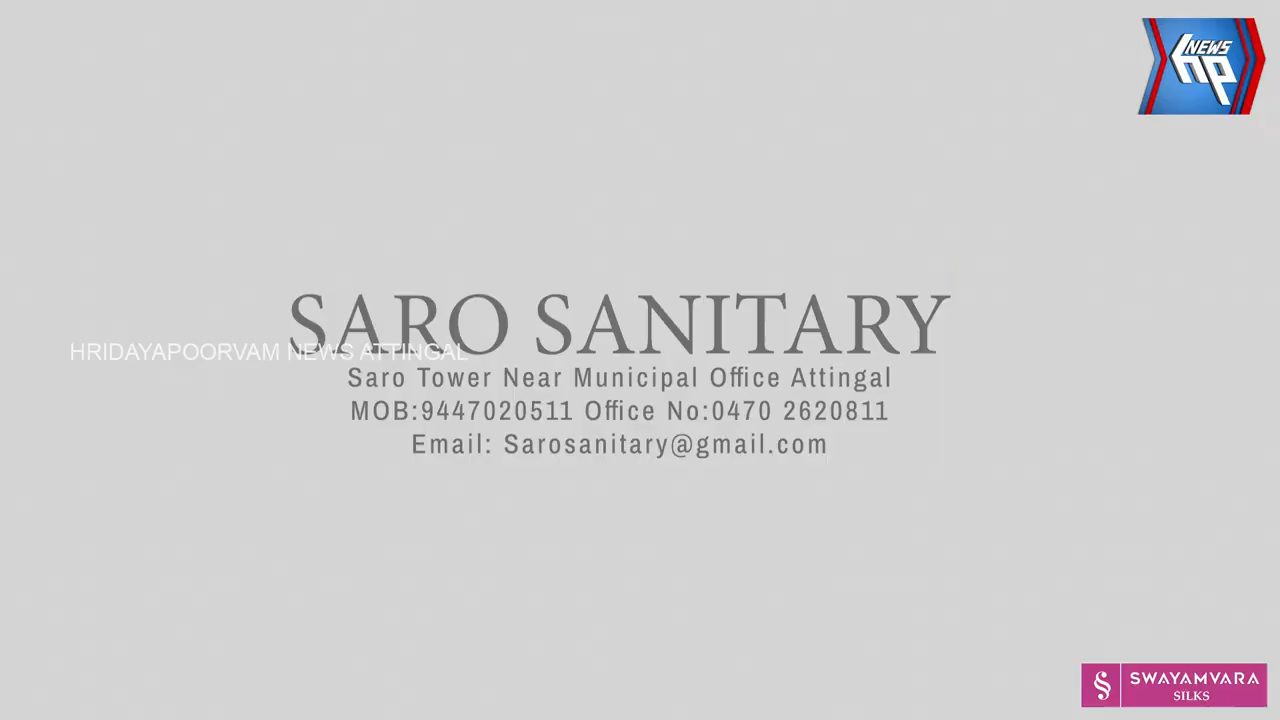 NEWS
hp
SARO SANITARY
HRIDAYAPOORVAM NEWS ATTINGAL
Saro Tower Near Municipal Office Attingal
MOB:9447020511 Office No:0470 2620811
Email: Sarosanitary@gmail.com
SWAYAMVARA
SILKS